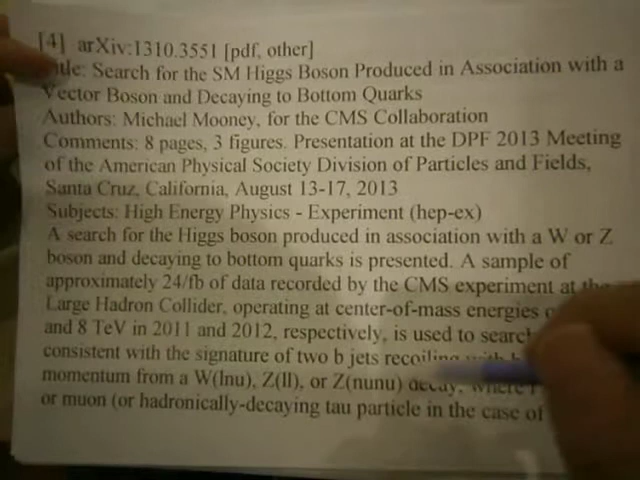 [4] arXiv:1310.3551 [pdf, other]
Title: Search for the SM Higgs Boson Produced in Association with a
Vector Boson and Decaying to Bottom Quarks
Authors: Michael Mooney, for the CMS Collaboration
Comments: 8 pages, 3 figures. Presentation at the DPF 2013 Meeting
of the American Physical Society Division of Particles and Fields,
Santa Cruz, California, August 13-17, 2013
Subjects: High Energy Physics - Experiment (hep-ex)
A search for the Higgs boson produced in association with a W or Z
boson and decaying to bottom quarks is presented. A sample of
approximately 24/fb of data recorded by the CMS experiment at the
Large Hadron Collider, operating at center-of-mass energies
and 8 TeV in 2011 and 2012, respectively, is used to search
consistent with the signature of two b jets recoiling with
momentum from a W(lnu), Z(ll), or Z(nunu) decay, where
or muon (or hadronically-decaying tau particle in the case of